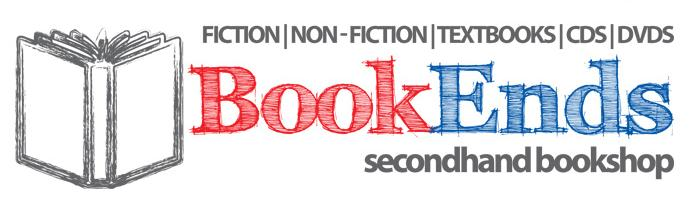 FICTION | NON-FICTION | TEXTBOOKS | CDS | DVDS
BookEnds
secondhand bookshop